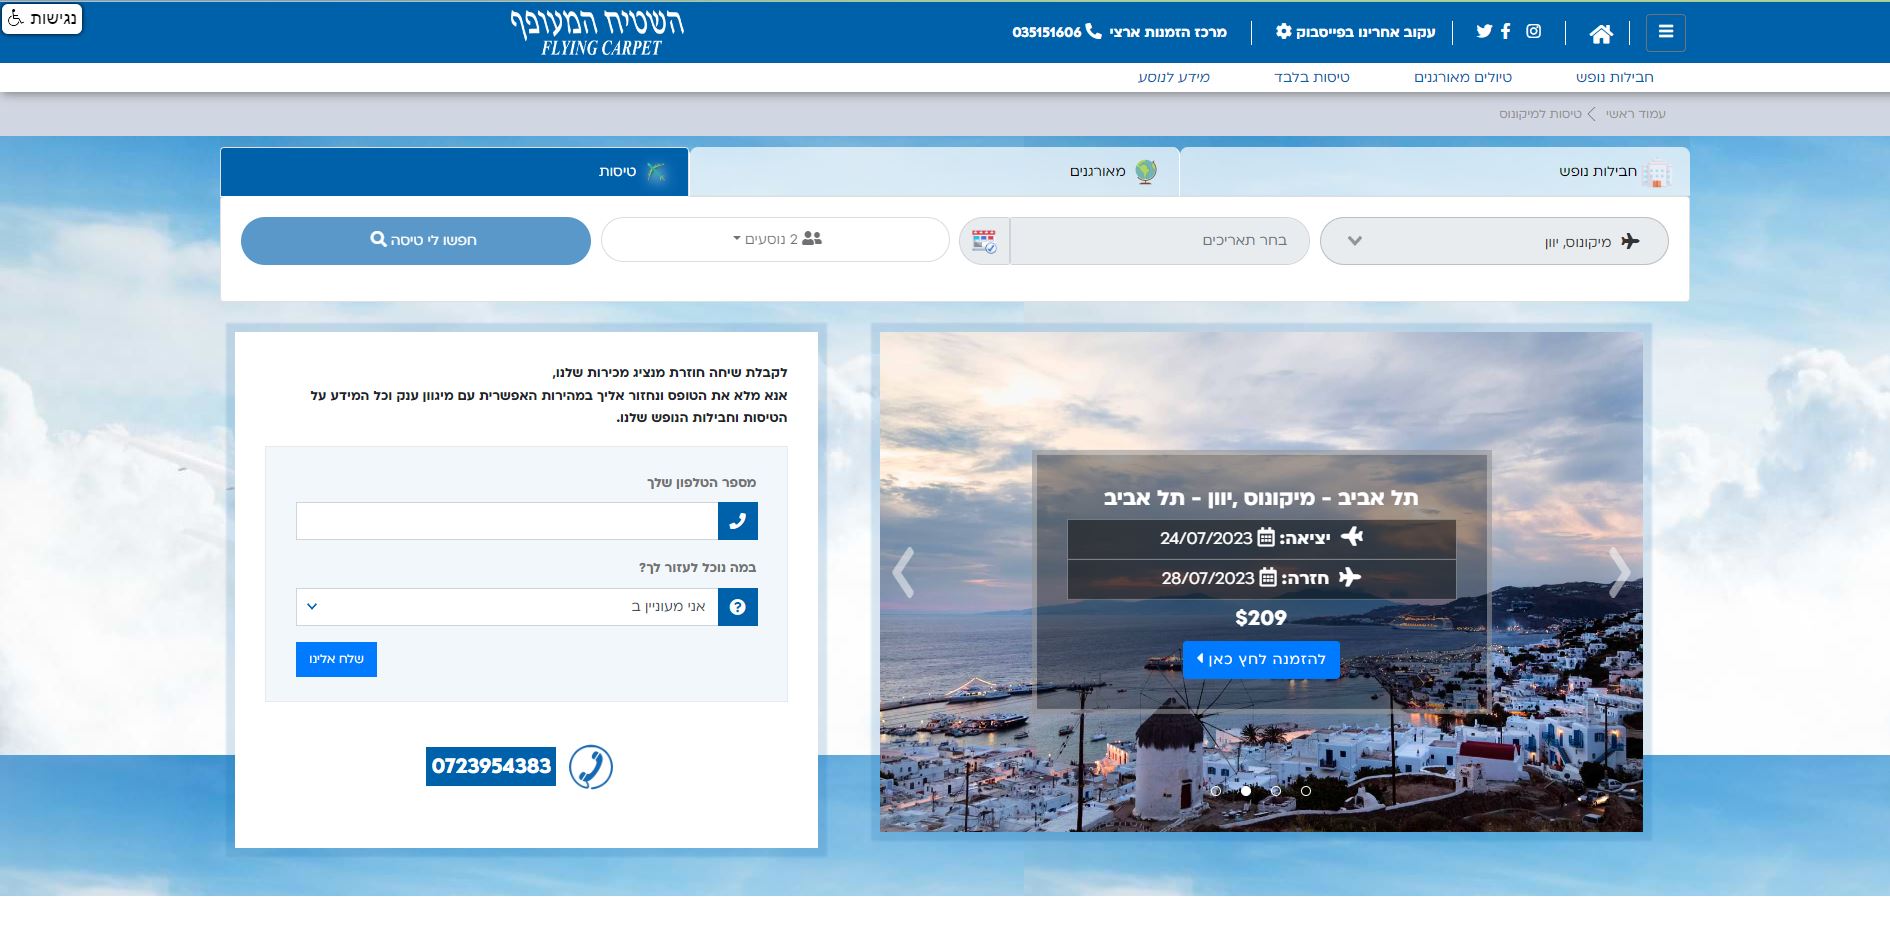 נגישות
השטיח המעופף
FLYING CARPET
מרכז הזמנות ארצי 035151606
עקוב אחרינו בפייסבוק
חבילות נופש
טיולים מאורגנים
טיסות בלבד
מידע לנוסע
עמוד ראשי
טיסות למיקונוס
חבילות נופש
מאורגנים
טיסות
מיקונוס, יוון
בחר תאריכים
2 נוסעים
חפשו לי טיסה
תל אביב - מיקונוס ,יוון - תל אביב
יציאה: 24/07/2023
חזרה: 28/07/2023
$209
להזמנה לחץ כאן
לקבלת שיחה חוזרת מנציג מכירות שלנו,
אנא מלא את הטופס ונחזור אליך במהירות האפשרית עם מיגוון ענק וכל המידע על
הטיסות וחבילות הנופש שלנו.
מספר הטלפון שלך
במה נוכל לעזור לך?
אני מעוניין ב
שלח אלינו
0723954383